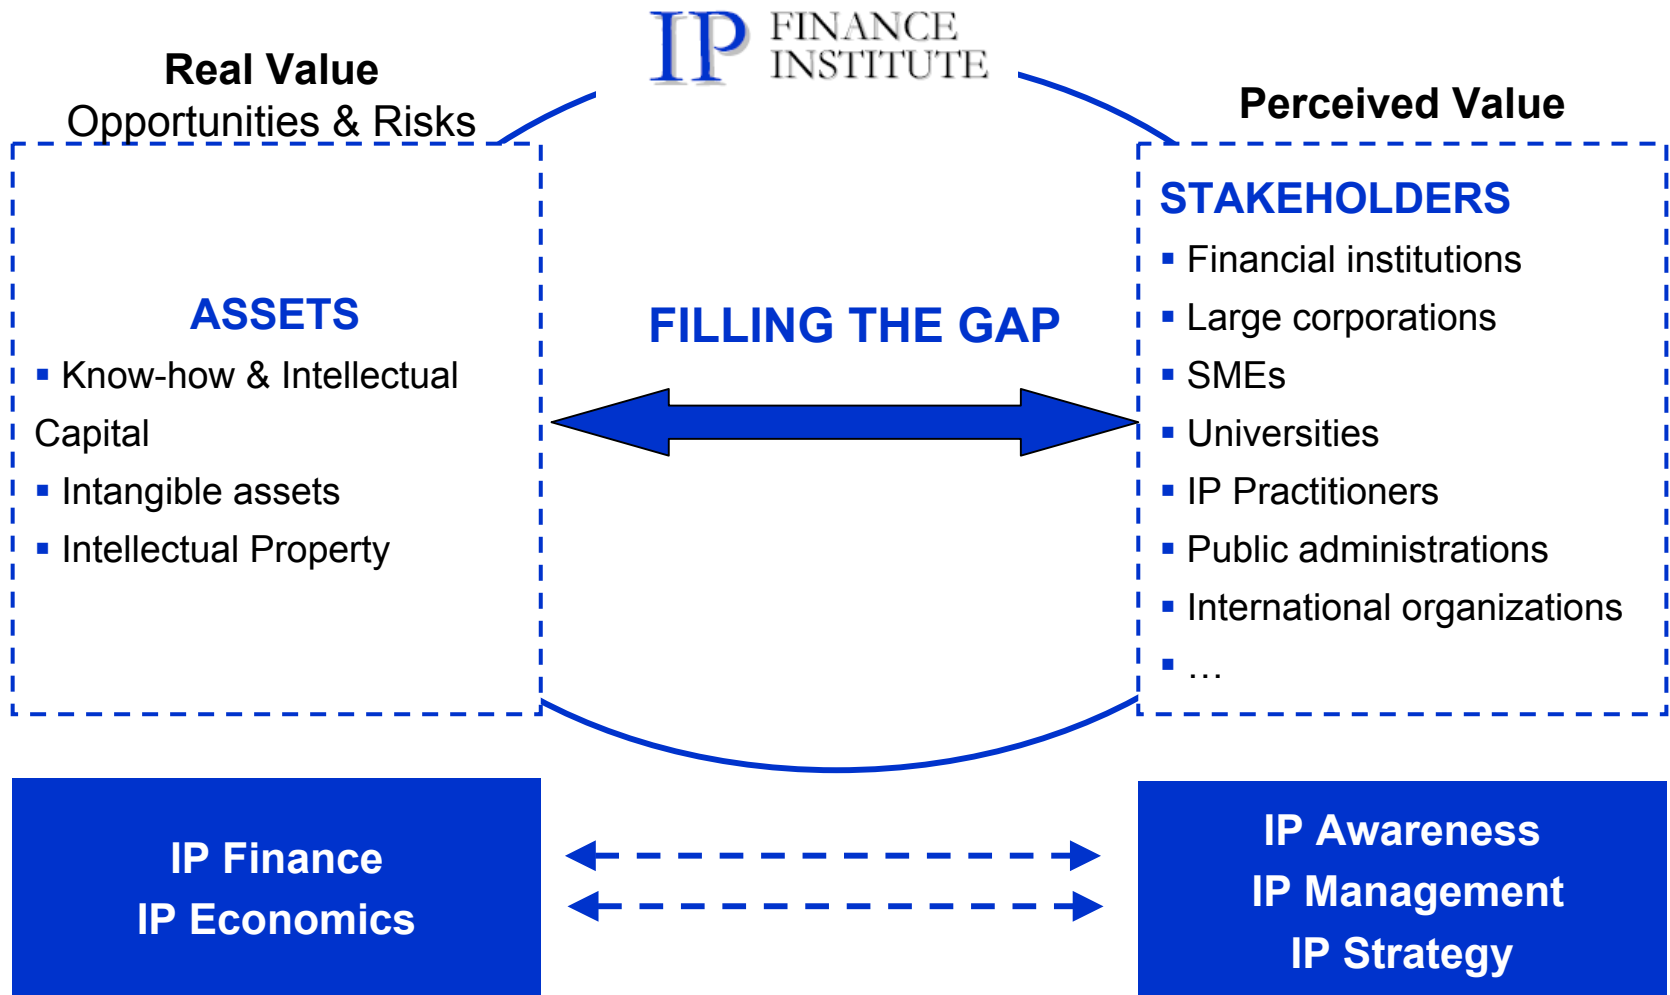 IP FINANCE
INSTITUTE
Real Value
Opportunities & Risks
ASSETS
▪ Know-how & Intellectual
Capital
▪ Intangible assets
▪ Intellectual Property
FILLING THE GAP
Perceived Value
STAKEHOLDERS
▪ Financial institutions
▪ Large corporations
▪ SMEs
▪ Universities
▪ IP Practitioners
▪ Public administrations
▪ International organizations
▪ …
IP Finance
IP Economics
IP Awareness
IP Management
IP Strategy